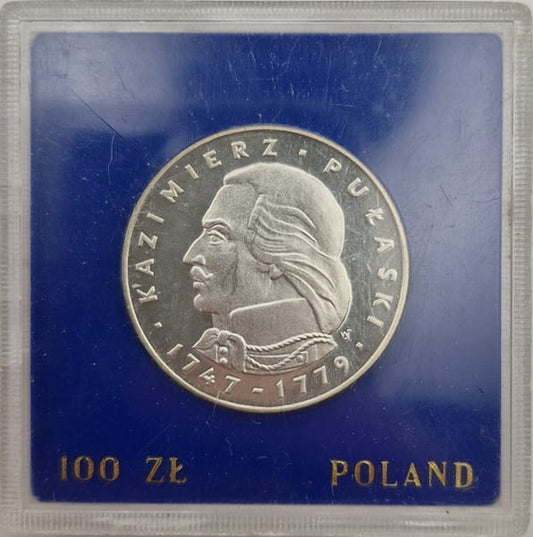 KAZIMIERZ · PUŁASKI
· 1747-1779 ·
100 ZŁ POLAND